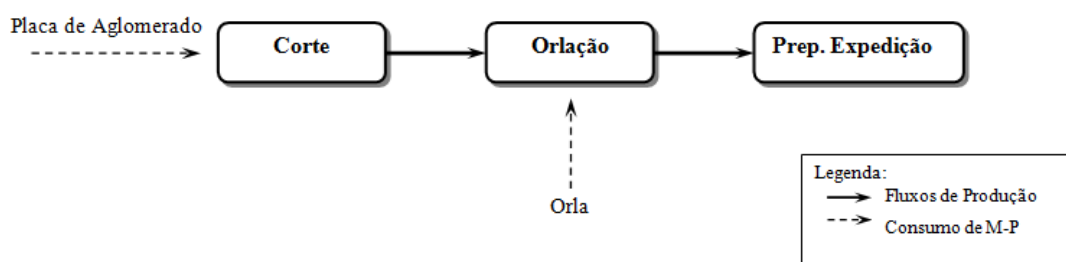 Placa de Aglomerado
Corte
Orlação
Prep. Expedição
Orla
Legenda:
Fluxos de Produção
Consumo de M-P